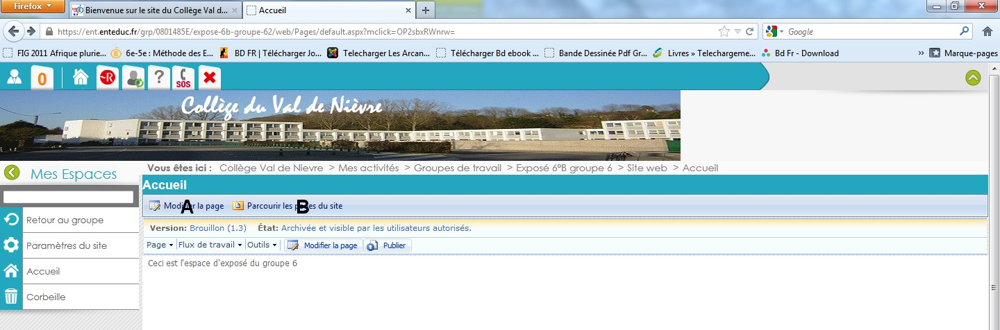 Firefox
Bienvenue sur le site du Collège Val d...
Accueil
https://ent.enteduc.fr/grp/0801485E/expose-6b-groupe-62/web/Pages/default.aspx?mclick=OP2sbxRWnrw=
Google
FIG 2011 Afrique plurie...
6e-5e : Méthode des E...
BD FR | Télécharger Jo...
Telecharger Les Arcan...
Télécharger Bd ebook ...
Bande Dessinée Pdf Gr...
Livres » Telechargeme...
Bd Fr - Download
»
Marque-pages
0
R
?
SOS
Collège du Val de Nièvre
Mes Espaces
Vous êtes ici : Collège Val de Nievre > Mes activités > Groupes de travail > Exposé 6°B groupe 6 > Site web > Accueil
Accueil
Modifier la page
A
Parcourir les pages du site
B
Retour au groupe
Paramètres du site
Accueil
Corbeille
Version: Brouillon (1.3) État: Archivée et visible par les utilisateurs autorisés.
Page
Flux de travail
Outils
Modifier la page
Publier
Ceci est l'espace d'exposé du groupe 6